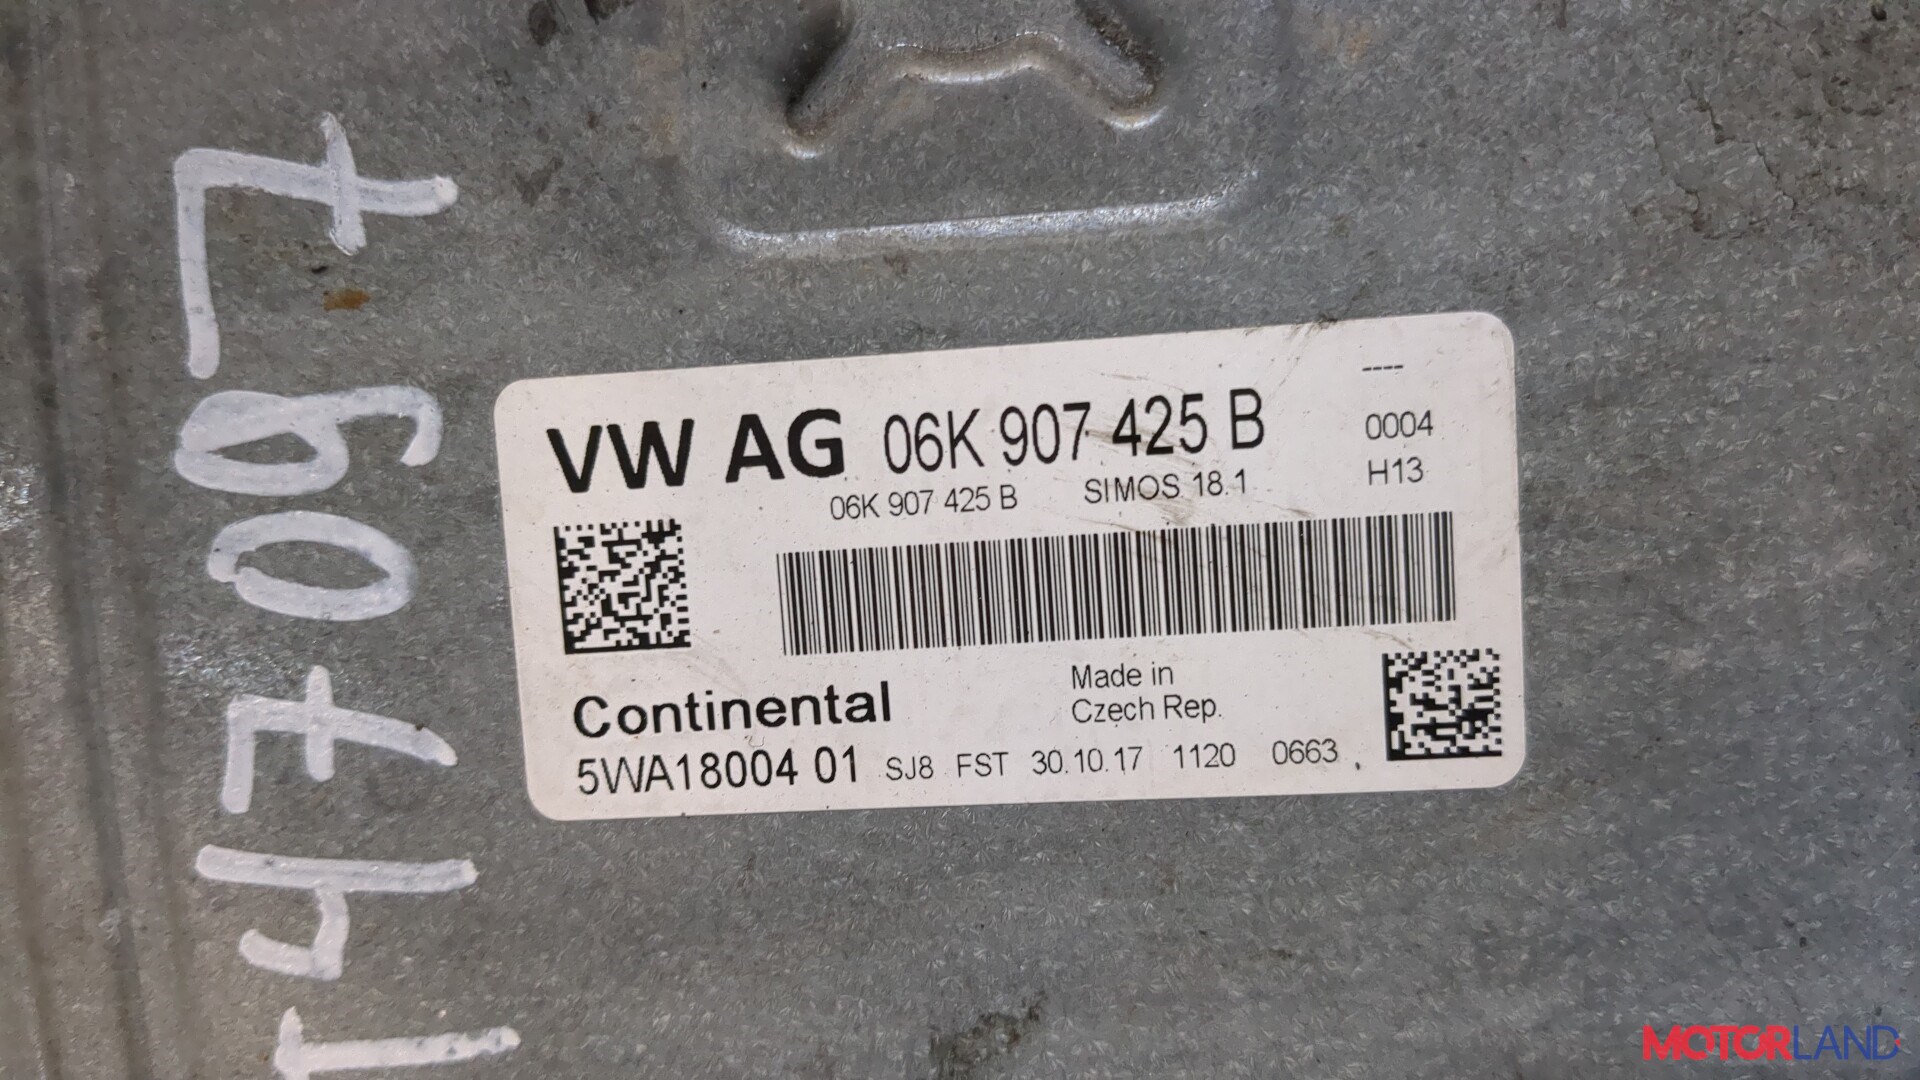 147097
----
VW AG 06K 907 425 B 0004
06K 907 425 B SIMOS 18.1 H13
Made in
Continental Czech Rep.
5WA18004 01 SJ8 FST 30.10.17 1120 0663
MOTORLAND